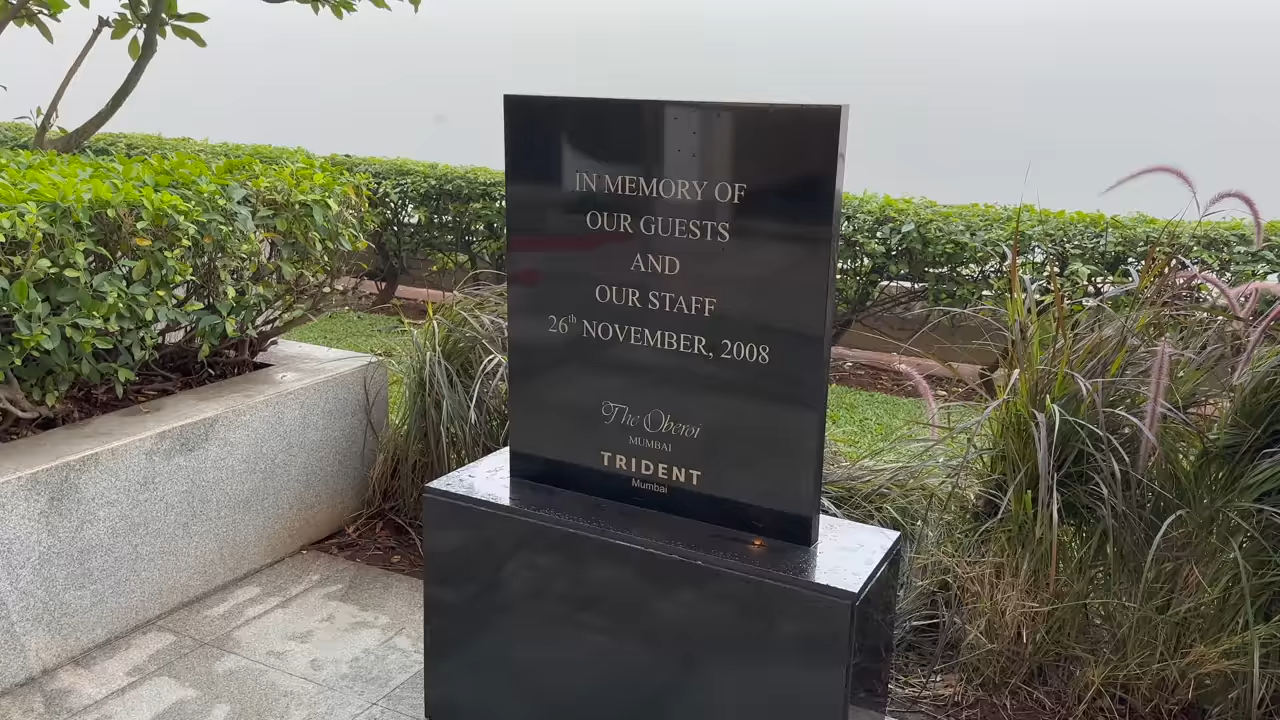 IN MEMORY OF
OUR GUESTS
AND
OUR STAFF
26th NOVEMBER, 2008
The Oberoi
MUMBAI
TRIDENT
Mumbai